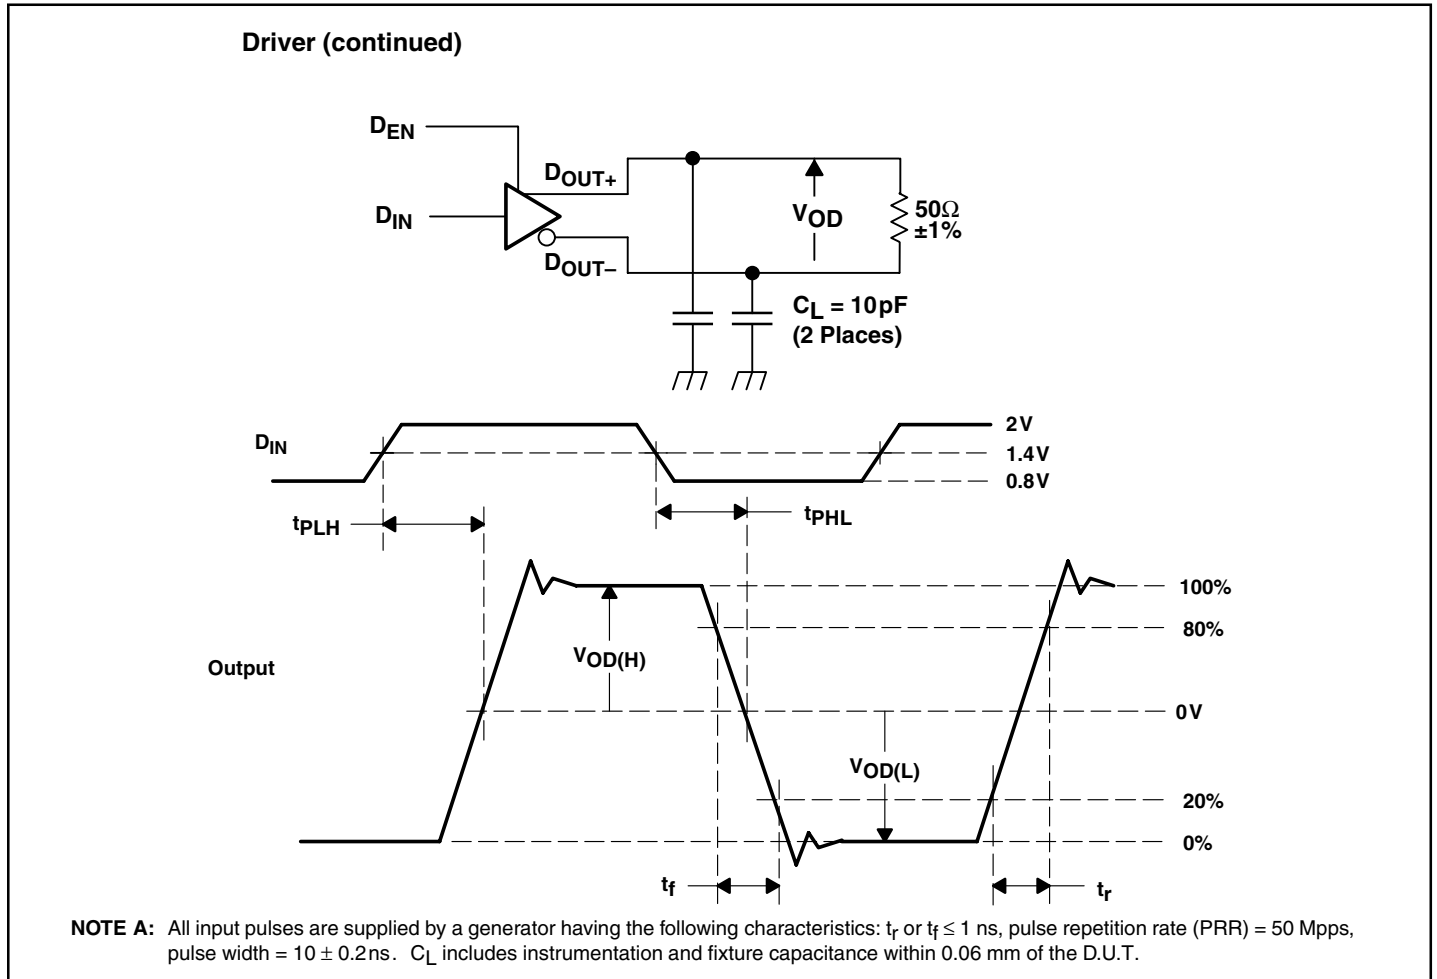 Driver (continued)
DEN
DOUT+
DIN
VOD
50Ω
±1%
DOUT–
CL = 10pF
(2 Places)
2V
DIN
1.4V
0.8V
tPLH
tPHL
100%
80%
VOD(H)
Output
0V
VOD(L)
20%
0%
tf
tr
NOTE A: All input pulses are supplied by a generator having the following characteristics: tr or tf ≤ 1 ns, pulse repetition rate (PRR) = 50 Mpps,
pulse width = 10 ± 0.2ns. CL includes instrumentation and fixture capacitance within 0.06 mm of the D.U.T.